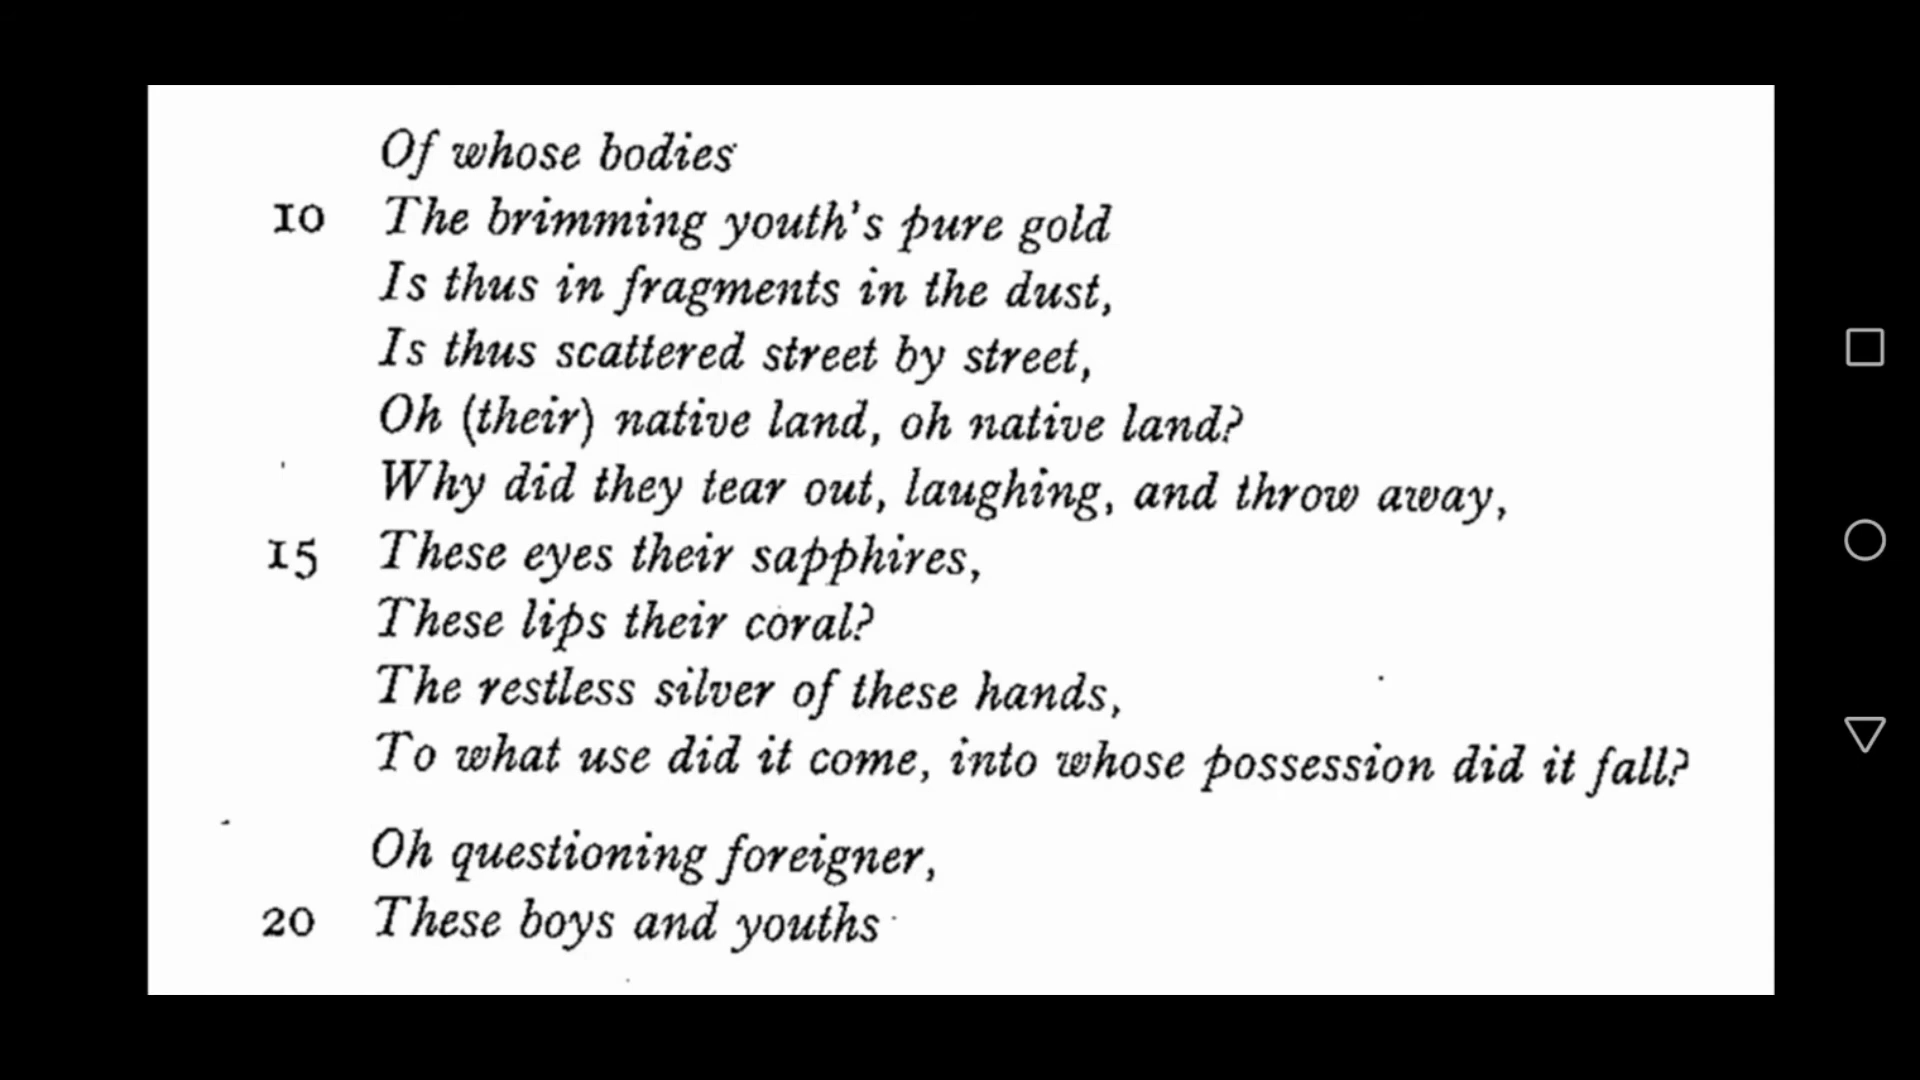 Of whose bodies
10 The brimming youth's pure gold
Is thus in fragments in the dust,
Is thus scattered street by street,
Oh (their) native land, oh native land?
Why did they tear out, laughing, and throw away,
15 These eyes their sapphires,
These lips their coral?
The restless silver of these hands,
To what use did it come, into whose possession did it fall?
Oh questioning foreigner,
20 These boys and youths